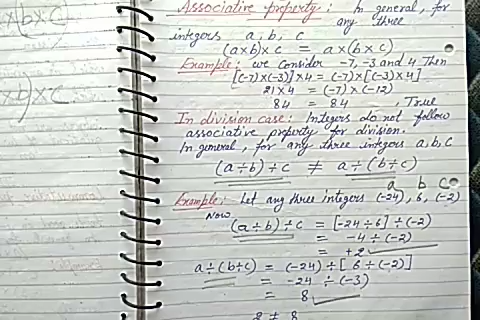 Associative property : In general, for
any three
integers a, b, c
(a×b)×c = a×(b×c)
Example: we consider -7, -3 and 4 Then
[(-7)×(-3)]×4 = (-7)×[(-3)×4]
21×4 = (-7)×(-12)
84 = 84 , True
In division case: Integers do not follow
associative property for division.
In general, for any three integers a, b, c
(a÷b)÷c ≠ a÷(b÷c)
a b c
Example: Let any three integers (-24), 6, (-2)
Now
(a÷b)÷c = [-24÷6]÷(-2)
= -4÷(-2)
= +2
a÷(b÷c) = (-24)÷[6÷(-2)]
= -24÷(-3)
= 8
2 ≠ 8